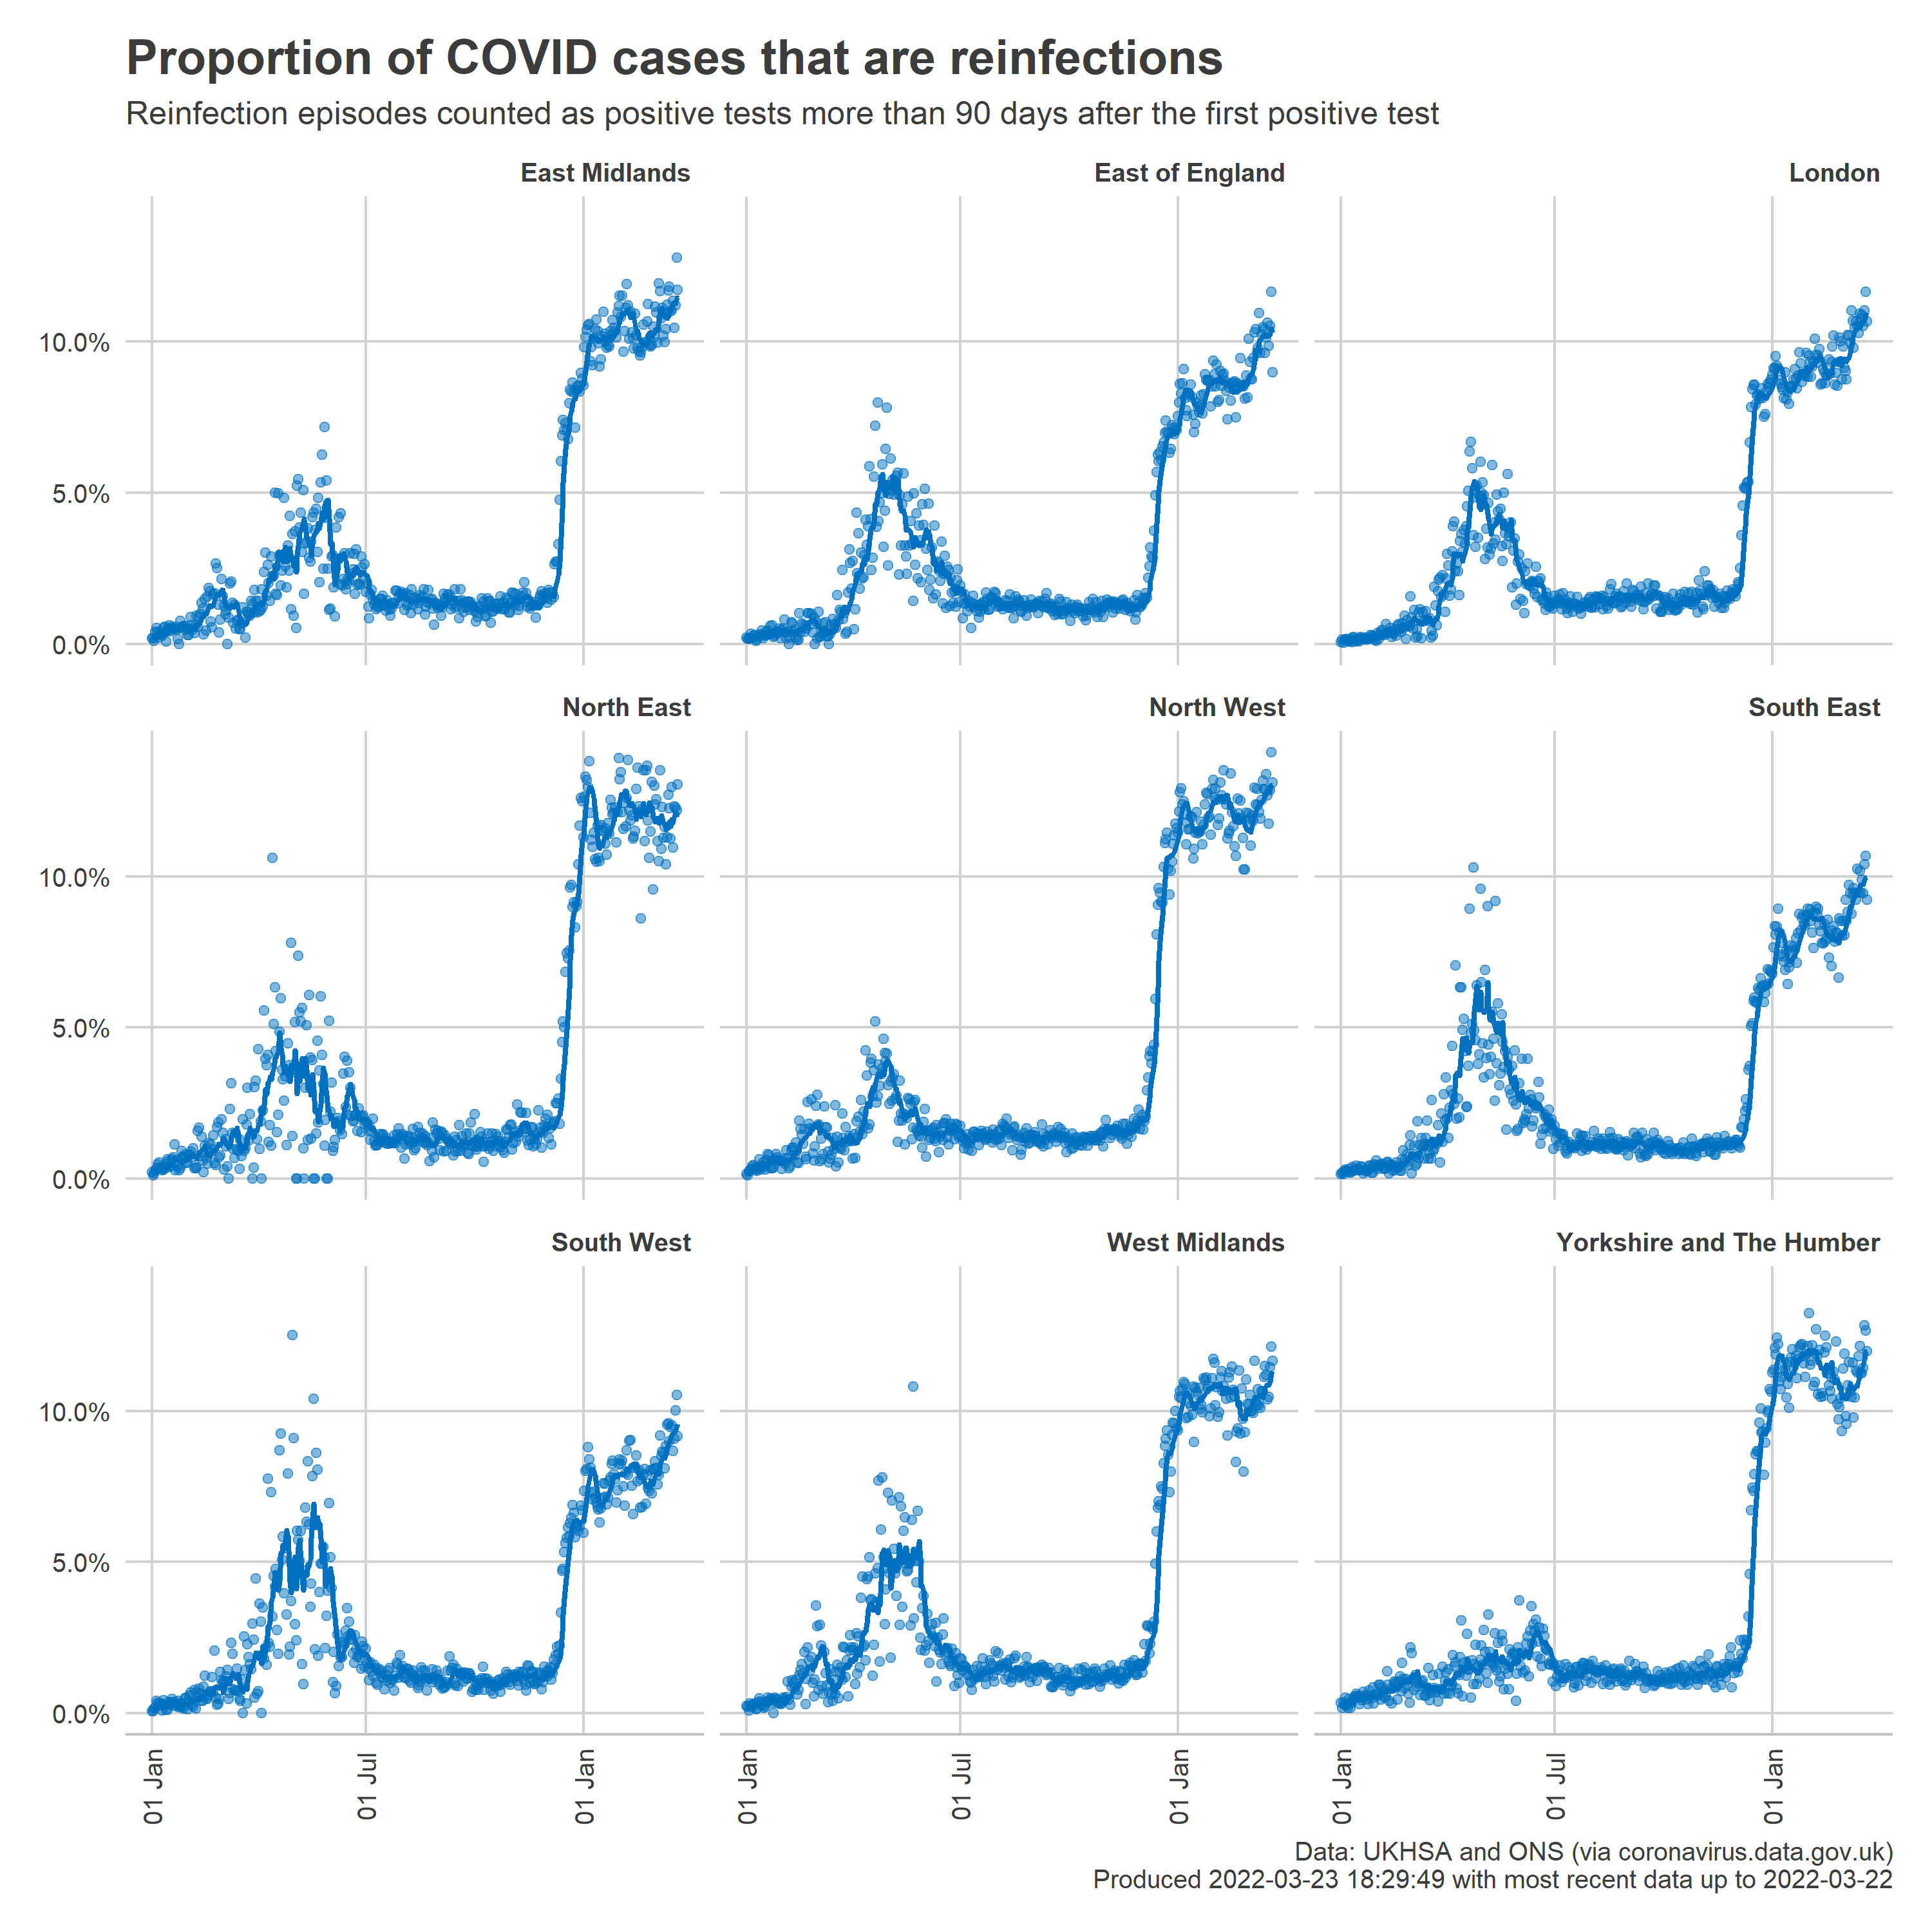 Proportion of COVID cases that are reinfections
Reinfection episodes counted as positive tests more than 90 days after the first positive test
East Midlands
East of England
London
10.0%
5.0%
0.0%
North East
North West
South East
10.0%
5.0%
0.0%
South West
West Midlands
Yorkshire and The Humber
10.0%
5.0%
0.0%
01 Jan
01 Jul
01 Jan
01 Jan
01 Jul
01 Jan
01 Jan
01 Jul
01 Jan
Data: UKHSA and ONS (via coronavirus.data.gov.uk)
Produced 2022-03-23 18:29:49 with most recent data up to 2022-03-22